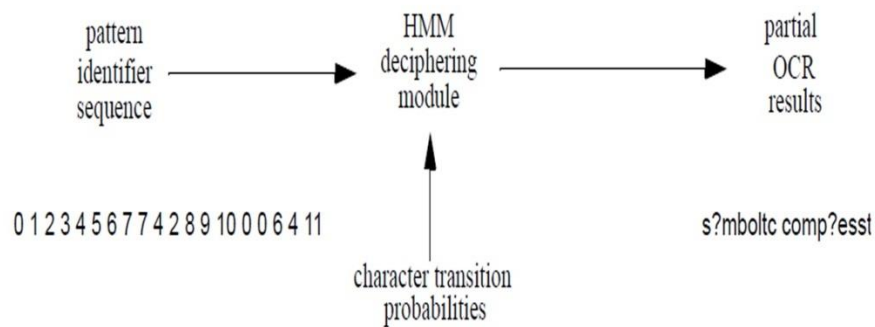 pattern
identifier
sequence
HMM
deciphering
module
partial
OCR
results
0 1 2 3 4 5 6 7 7 4 2 8 9 10 0 0 6 4 11
s?mboltc comp?esst
character transition
probabilities